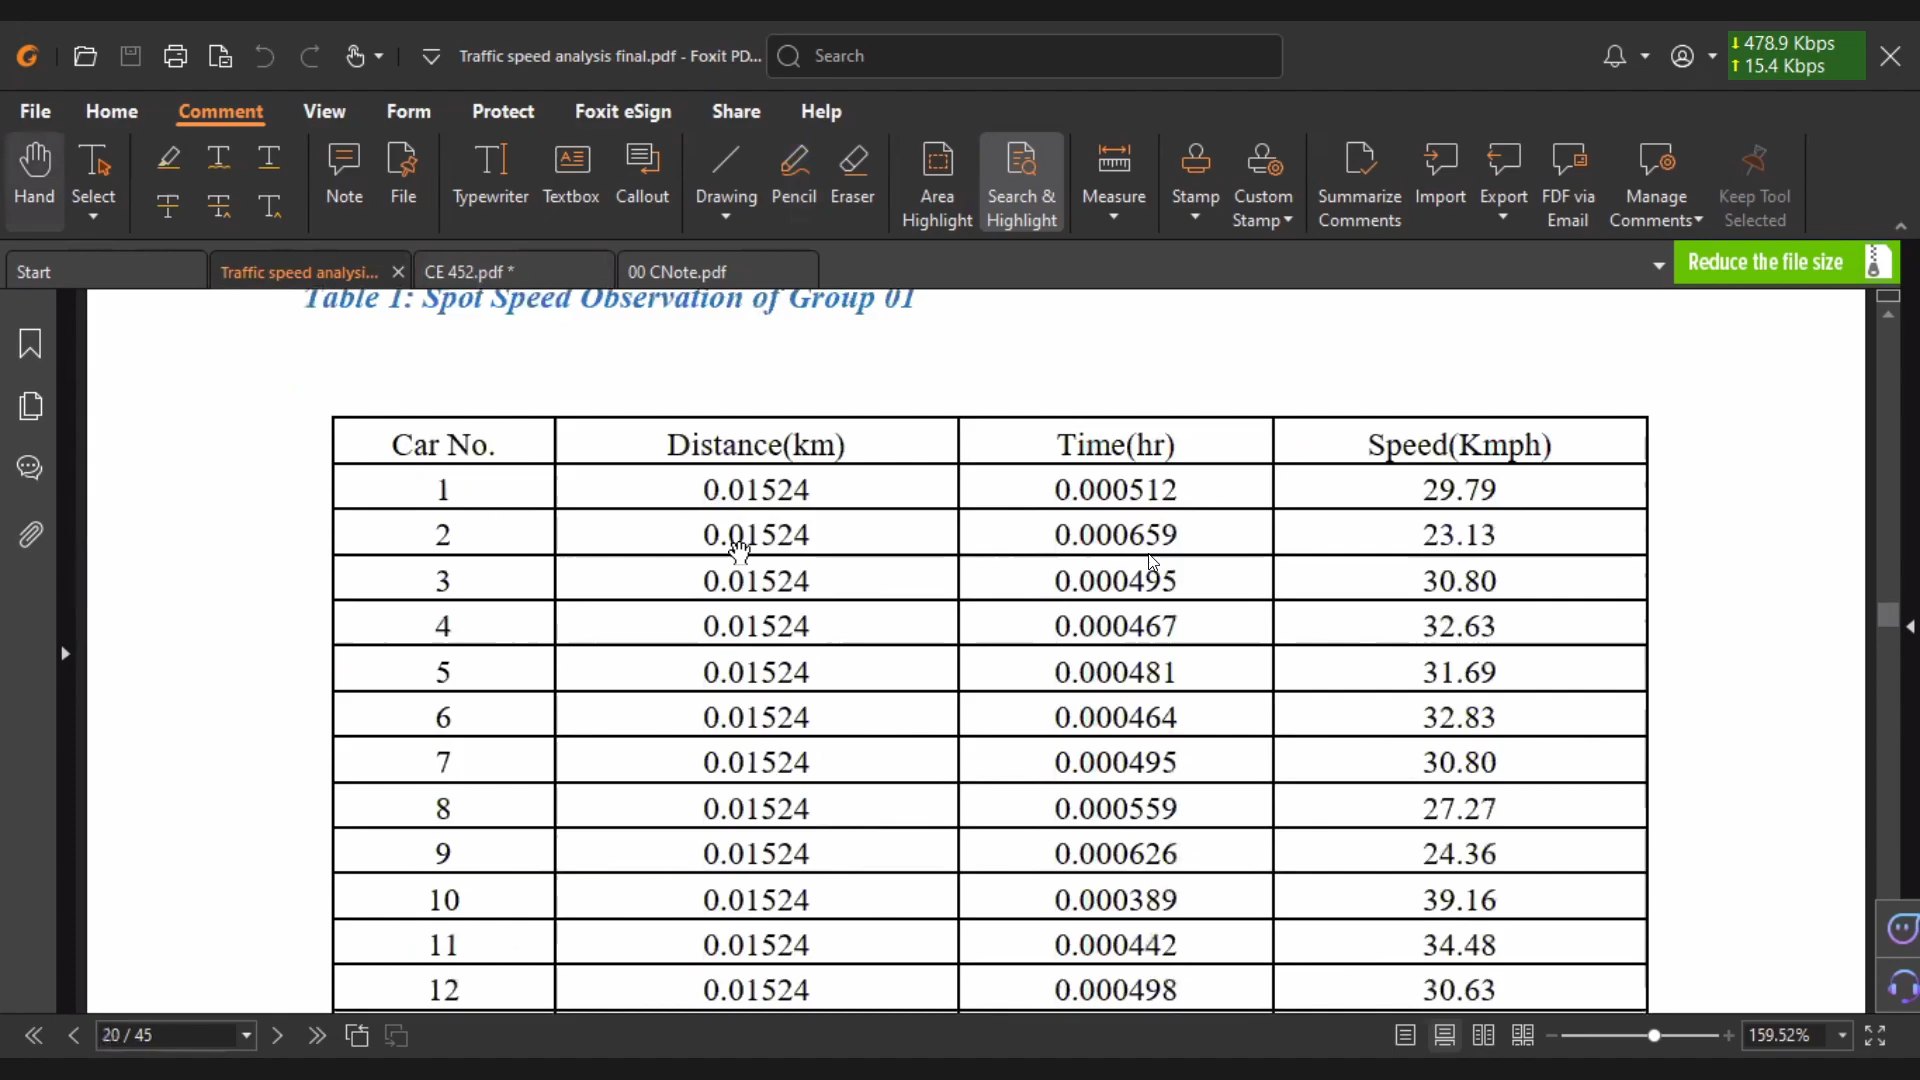 Traffic speed analysis final.pdf - Foxit PD...
Search
478.9 Kbps
15.4 Kbps
File Home Comment View Form Protect Foxit eSign Share Help
Hand Select Note File Typewriter Textbox Callout Drawing Pencil Eraser Area Highlight Search & Highlight Measure Stamp Custom Stamp Summarize Comments Import Export FDF via Email Manage Comments Keep Tool Selected
Start Traffic speed analysi... CE 452.pdf * 00 CNote.pdf
Reduce the file size
Table 1: Spot Speed Observation of Group 01
Car No. Distance(km) Time(hr) Speed(Kmph)
1 0.01524 0.000512 29.79
2 0.01524 0.000659 23.13
3 0.01524 0.000495 30.80
4 0.01524 0.000467 32.63
5 0.01524 0.000481 31.69
6 0.01524 0.000464 32.83
7 0.01524 0.000495 30.80
8 0.01524 0.000559 27.27
9 0.01524 0.000626 24.36
10 0.01524 0.000389 39.16
11 0.01524 0.000442 34.48
12 0.01524 0.000498 30.63
20 / 45
159.52%